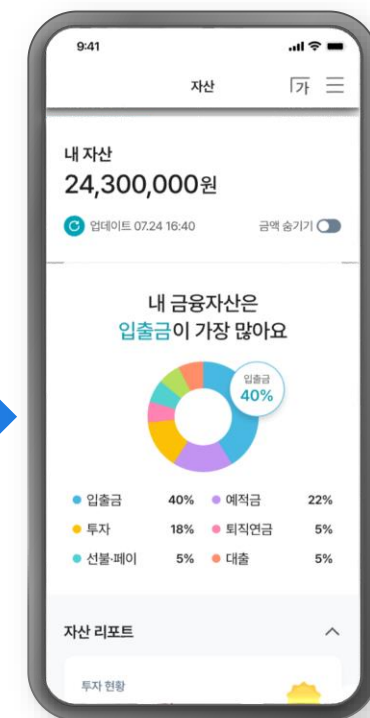 9:41
자산
가
내 자산
24,300,000원
업데이트 07.24 16:40 금액 숨기기
내 금융자산은
입출금이 가장 많아요
입출금
40%
입출금 40% 예적금 22%
투자 18% 퇴직연금 5%
선불·페이 5% 대출 5%
자산 리포트
투자 현황